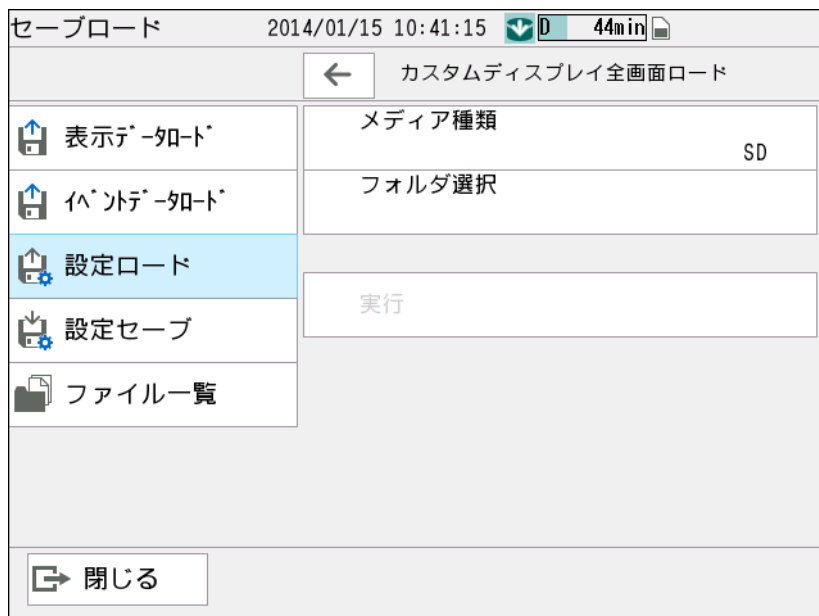 セーブロード 2014/01/15 10:41:15 D 44min
カスタムディスプレイ全画面ロード
表示ﾃﾞｰﾀﾛｰﾄﾞ
ｲﾍﾞﾝﾄﾃﾞｰﾀﾛｰﾄﾞ
設定ロード
設定セーブ
ファイル一覧
メディア種類
SD
フォルダ選択
実行
閉じる